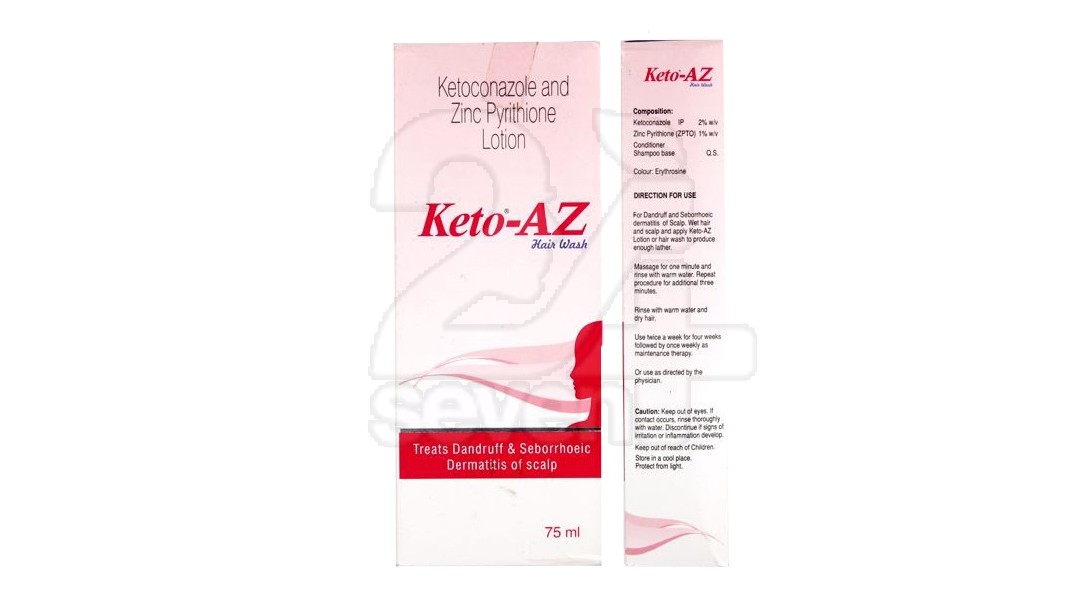 Ketoconazole and
Zinc Pyrithione
Lotion
Keto®-AZ
Hair Wash
Treats Dandruff & Seborrhoeic
Dermatitis of scalp
75 ml
Keto®-AZ
Hair Wash
Composition:
Ketoconazole IP 2% w/v
Zinc Pyrithione (ZPTO) 1% w/v
Conditioner
Shampoo base Q.S.
Colour: Erythrosine
DIRECTION FOR USE
For Dandruff and Seborrhoeic
dermatitis of Scalp. Wet hair
and scalp and apply Keto-AZ
Lotion or hair wash to produce
enough lather.
Massage for one minute and
rinse with warm water. Repeat
procedure for additional three
minutes.
Rinse with warm water and
dry hair.
Use twice a week for four weeks
followed by once weekly as
maintenance therapy.
Or use as directed by the
physician.
Caution: Keep out of eyes. If
contact occurs, rinse thoroughly
with water. Discontinue if signs of
irritation or inflammation develop.
Keep out of reach of Children.
Store in a cool place.
Protect from light.
24
seven